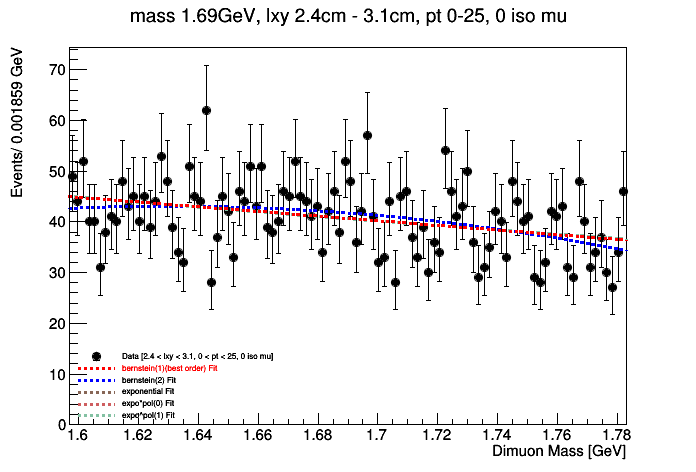 mass 1.69GeV, lxy 2.4cm - 3.1cm, pt 0-25, 0 iso mu
Events/ 0.001859 GeV
70
60
50
40
30
20
10
0
Data [2.4 < lxy < 3.1, 0 < pt < 25, 0 iso mu]
bernstein(1)(best order) Fit
bernstein(2) Fit
exponential Fit
expo*pol(0) Fit
expo*pol(1) Fit
1.6 1.62 1.64 1.66 1.68 1.7 1.72 1.74 1.76 1.78
Dimuon Mass [GeV]